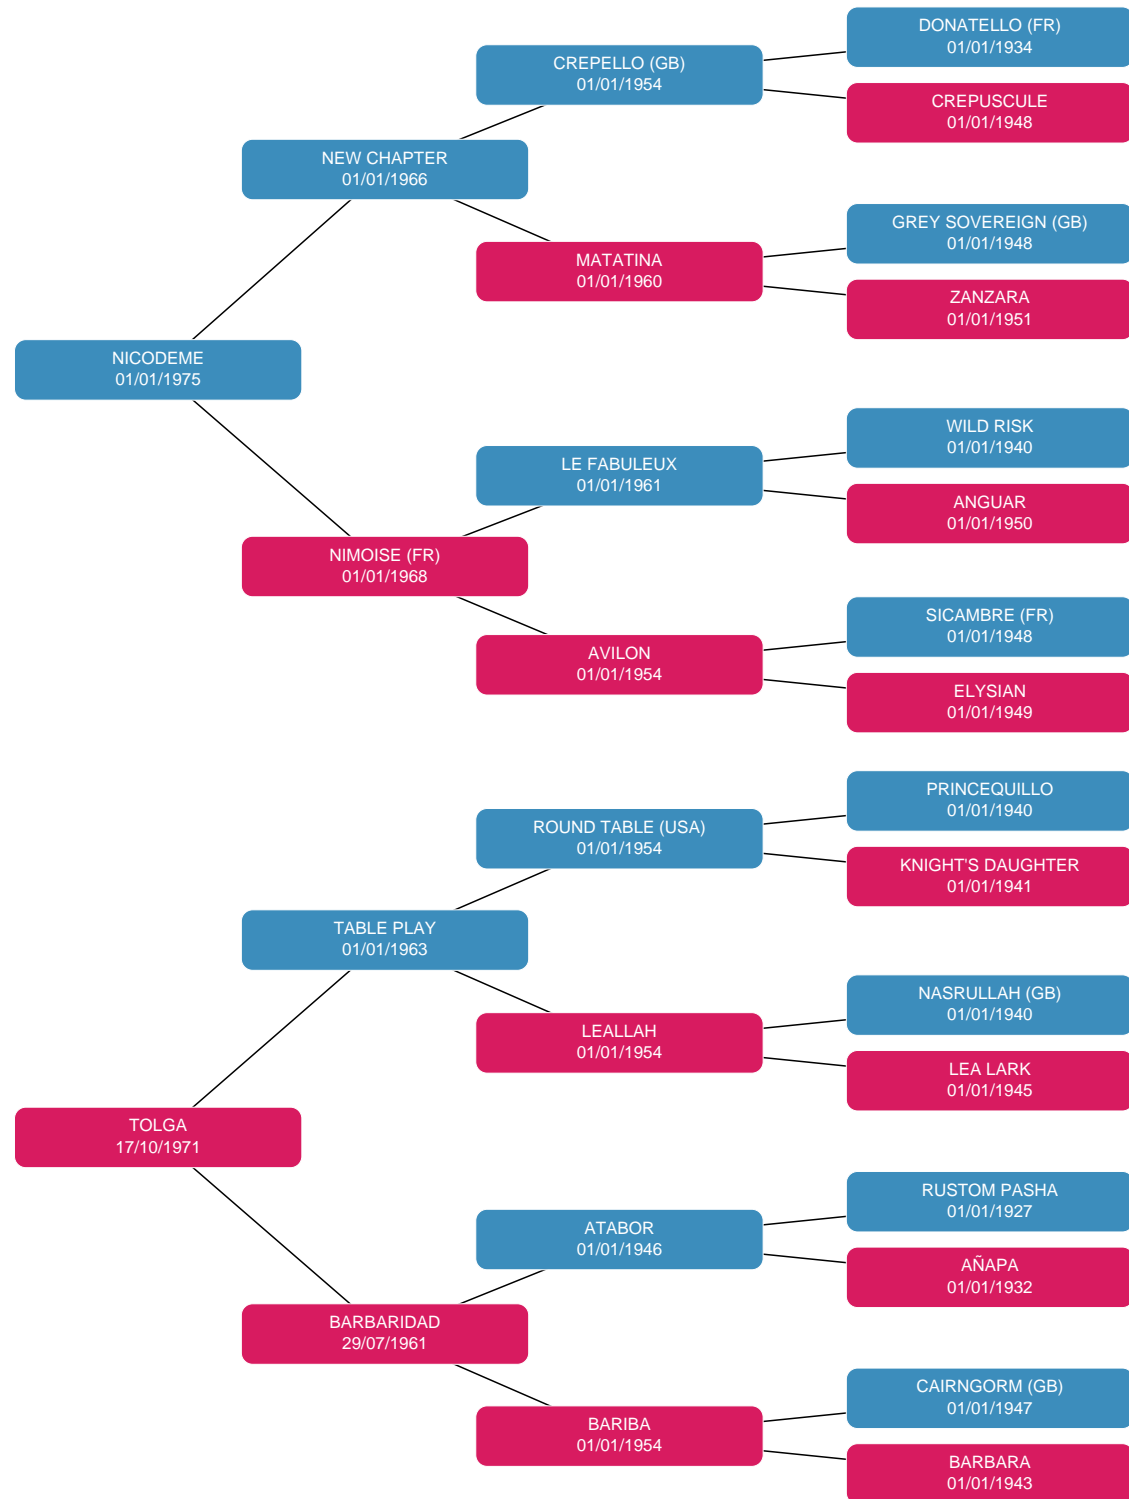 DONATELLO (FR)
01/01/1934
CREPELLO (GB)
01/01/1954
CREPUSCULE
01/01/1948
NEW CHAPTER
01/01/1966
GREY SOVEREIGN (GB)
01/01/1948
MATATINA
01/01/1960
ZANZARA
01/01/1951
NICODEME
01/01/1975
WILD RISK
01/01/1940
LE FABULEUX
01/01/1961
ANGUAR
01/01/1950
NIMOISE (FR)
01/01/1968
SICAMBRE (FR)
01/01/1948
AVILON
01/01/1954
ELYSIAN
01/01/1949
PRINCEQUILLO
01/01/1940
ROUND TABLE (USA)
01/01/1954
KNIGHT'S DAUGHTER
01/01/1941
TABLE PLAY
01/01/1963
NASRULLAH (GB)
01/01/1940
LEALLAH
01/01/1954
LEA LARK
01/01/1945
TOLGA
17/10/1971
RUSTOM PASHA
01/01/1927
ATABOR
01/01/1946
AÑAPA
01/01/1932
BARBARIDAD
29/07/1961
CAIRNGORM (GB)
01/01/1947
BARIBA
01/01/1954
BARBARA
01/01/1943